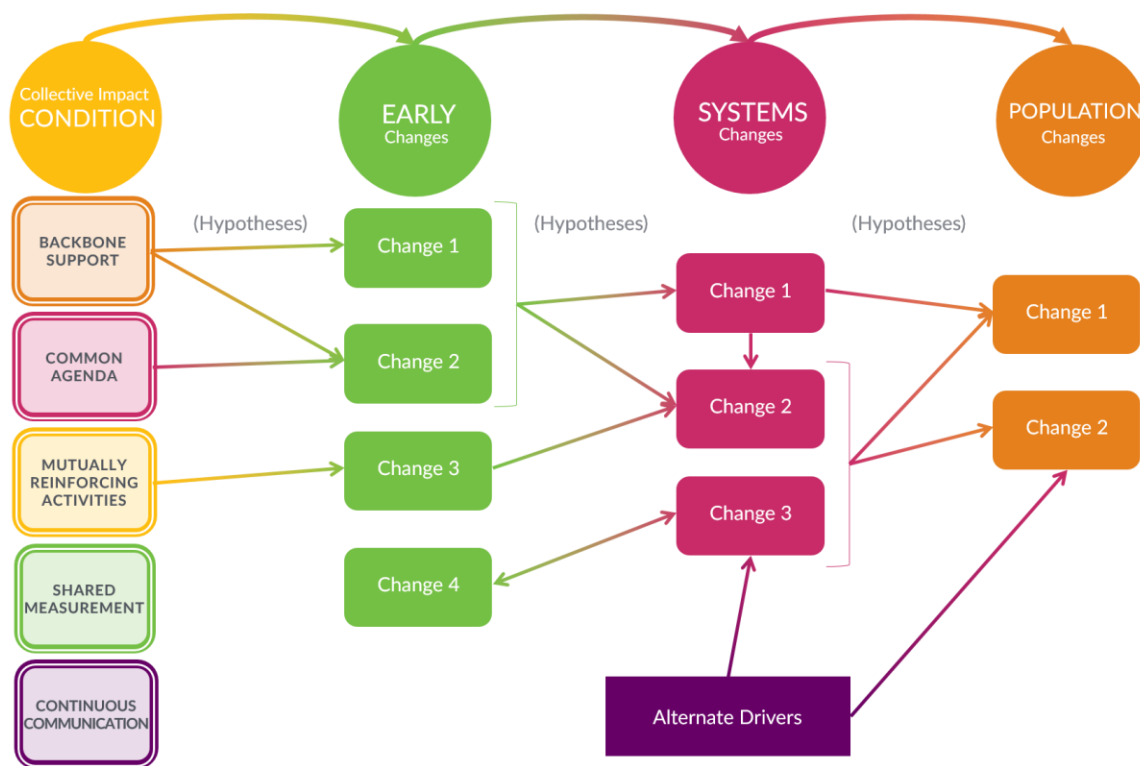 Collective Impact
CONDITION
EARLY
Changes
SYSTEMS
Changes
POPULATION
Changes
(Hypotheses)
(Hypotheses)
(Hypotheses)
BACKBONE
SUPPORT
COMMON
AGENDA
MUTUALLY
REINFORCING
ACTIVITIES
SHARED
MEASUREMENT
CONTINUOUS
COMMUNICATION
Change 1
Change 2
Change 3
Change 4
Change 1
Change 2
Change 3
Alternate Drivers
Change 1
Change 2